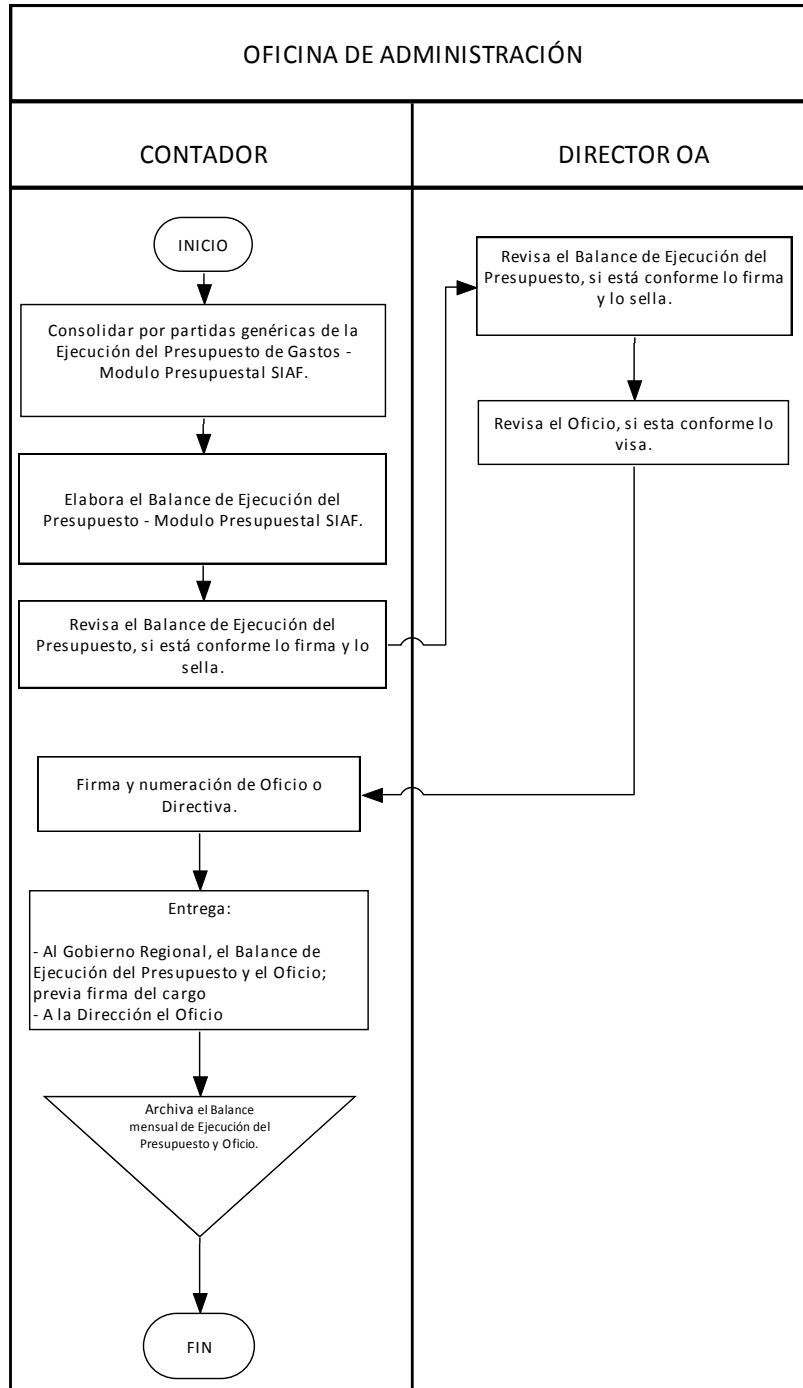 OFICINA DE ADMINISTRACIÓN
CONTADOR
DIRECTOR OA
INICIO
Consolidar por partidas genéricas de la
Ejecución del Presupuesto de Gastos -
Modulo Presupuestal SIAF.
Elabora el Balance de Ejecución del
Presupuesto - Modulo Presupuestal SIAF.
Revisa el Balance de Ejecución del
Presupuesto, si está conforme lo firma y lo
sella.
Revisa el Balance de Ejecución del
Presupuesto, si está conforme lo firma
y lo sella.
Revisa el Oficio, si esta conforme lo
visa.
Firma y numeración de Oficio o
Directiva.
Entrega:
- Al Gobierno Regional, el Balance de
Ejecución del Presupuesto y el Oficio;
previa firma del cargo
- A la Dirección el Oficio
Archiva el Balance
mensual de Ejecución del
Presupuesto y Oficio.
FIN